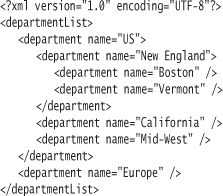 <?xml version="1.0" encoding="UTF-8"?>
<departmentList>
<department name="US">
<department name="New England">
<department name="Boston" />
<department name="Vermont" />
</department>
<department name="California" />
<department name="Mid-West" />
</department>
<department name="Europe" />
</departmentList>